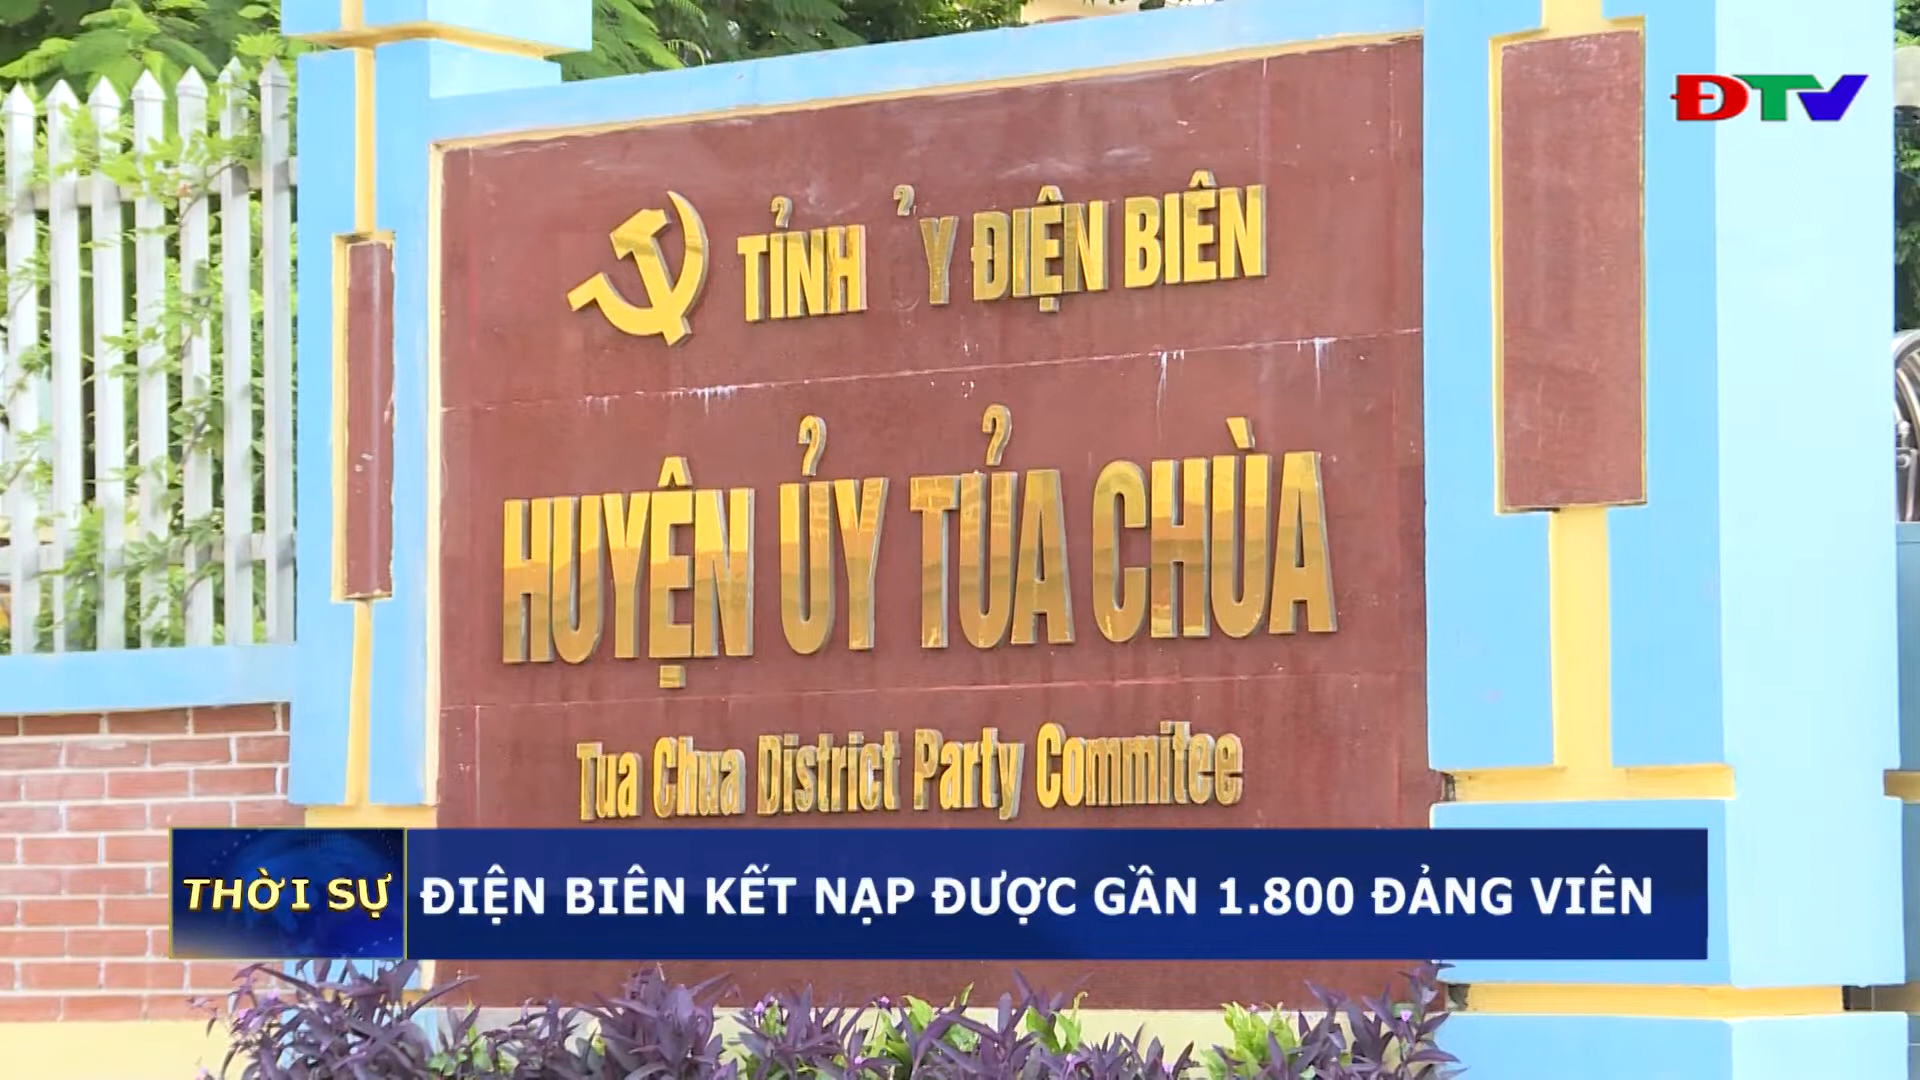 ĐTV
TỈNH ̉Y ĐIỆN BIÊN
HUYỆN ỦY TỦA CHÙA
Tua Chua District Party Commitee
THỜI SỰ
ĐIỆN BIÊN KẾT NẠP ĐƯỢC GẦN 1.800 ĐẢNG VIÊN